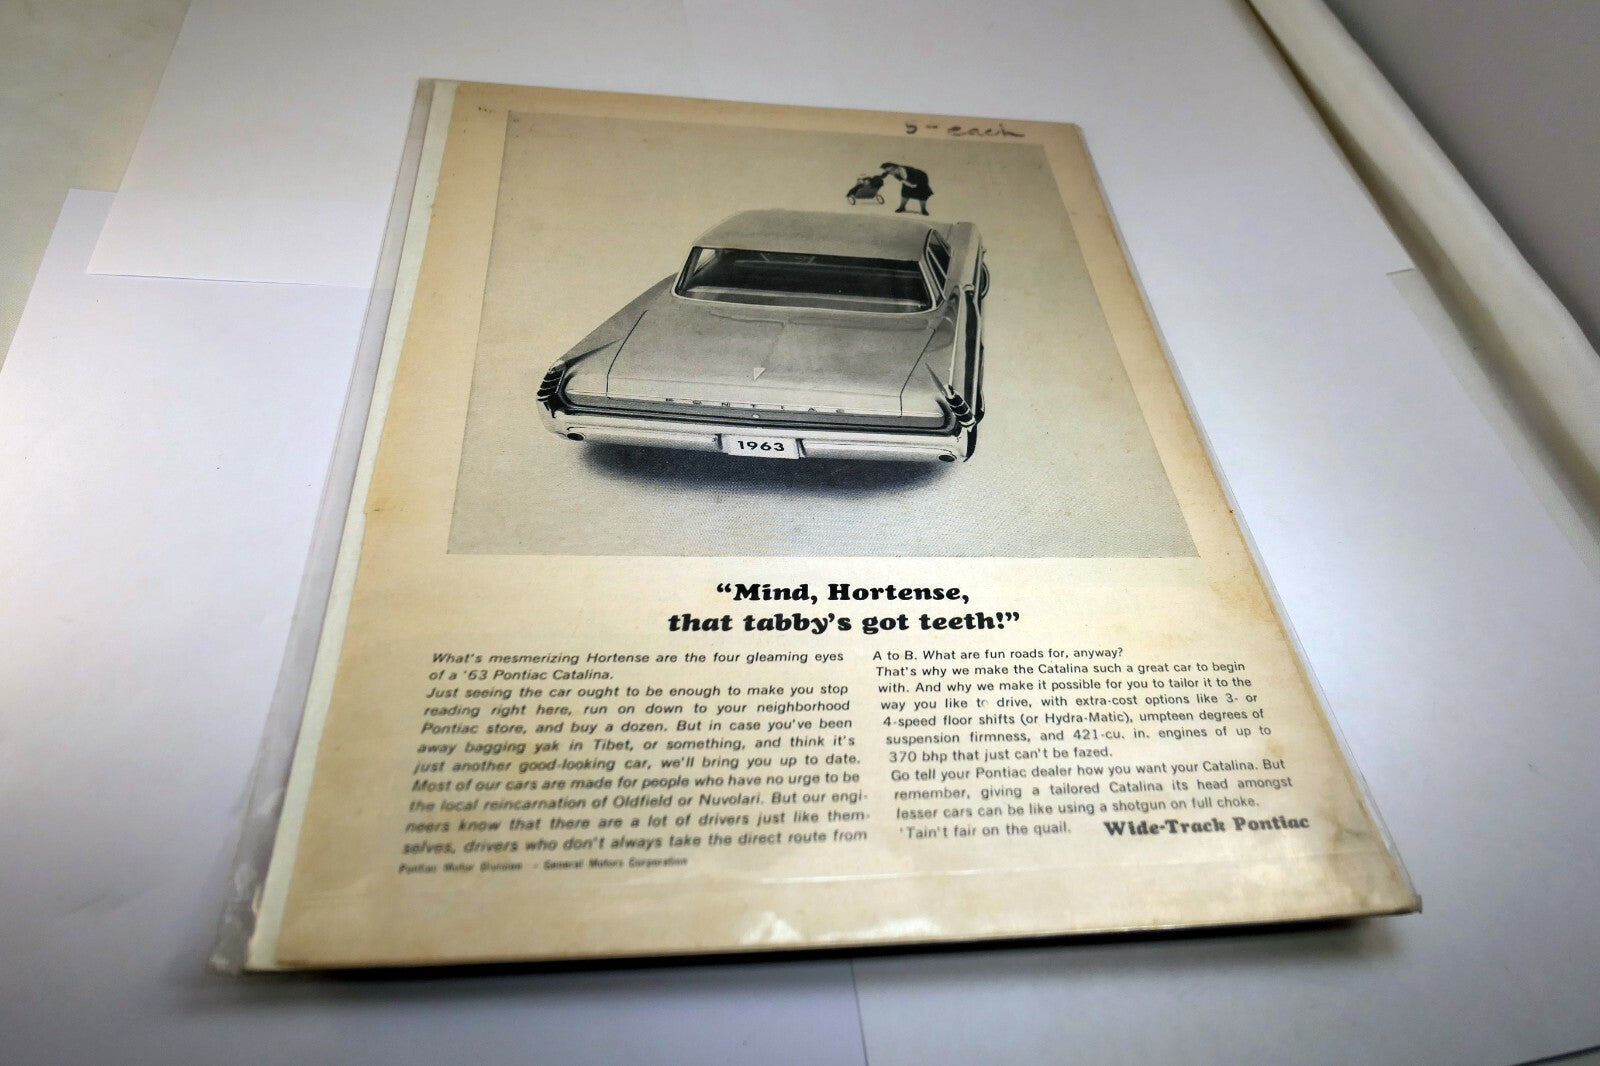 5- each
PONTIAC
1963
“Mind, Hortense,
that tabby’s got teeth!”
What's mesmerizing Hortense are the four gleaming eyes
of a '63 Pontiac Catalina.
Just seeing the car ought to be enough to make you stop
reading right here, run on down to your neighborhood
Pontiac store, and buy a dozen. But in case you've been
away bagging yak in Tibet, or something, and think it's
just another good-looking car, we'll bring you up to date.
Most of our cars are made for people who have no urge to be
the local reincarnation of Oldfield or Nuvolari. But our engi-
neers know that there are a lot of drivers just like them-
selves, drivers who don't always take the direct route from
A to B. What are fun roads for, anyway?
That's why we make the Catalina such a great car to begin
with. And why we make it possible for you to tailor it to the
way you like to drive, with extra-cost options like 3- or
4-speed floor shifts (or Hydra-Matic), umpteen degrees of
suspension firmness, and 421-cu. in. engines of up to
370 bhp that just can't be fazed.
Go tell your Pontiac dealer how you want your Catalina. But
remember, giving a tailored Catalina its head amongst
lesser cars can be like using a shotgun on full choke.
'Tain't fair on the quail.
Wide-Track Pontiac
Pontiac Motor Division - General Motors Corporation